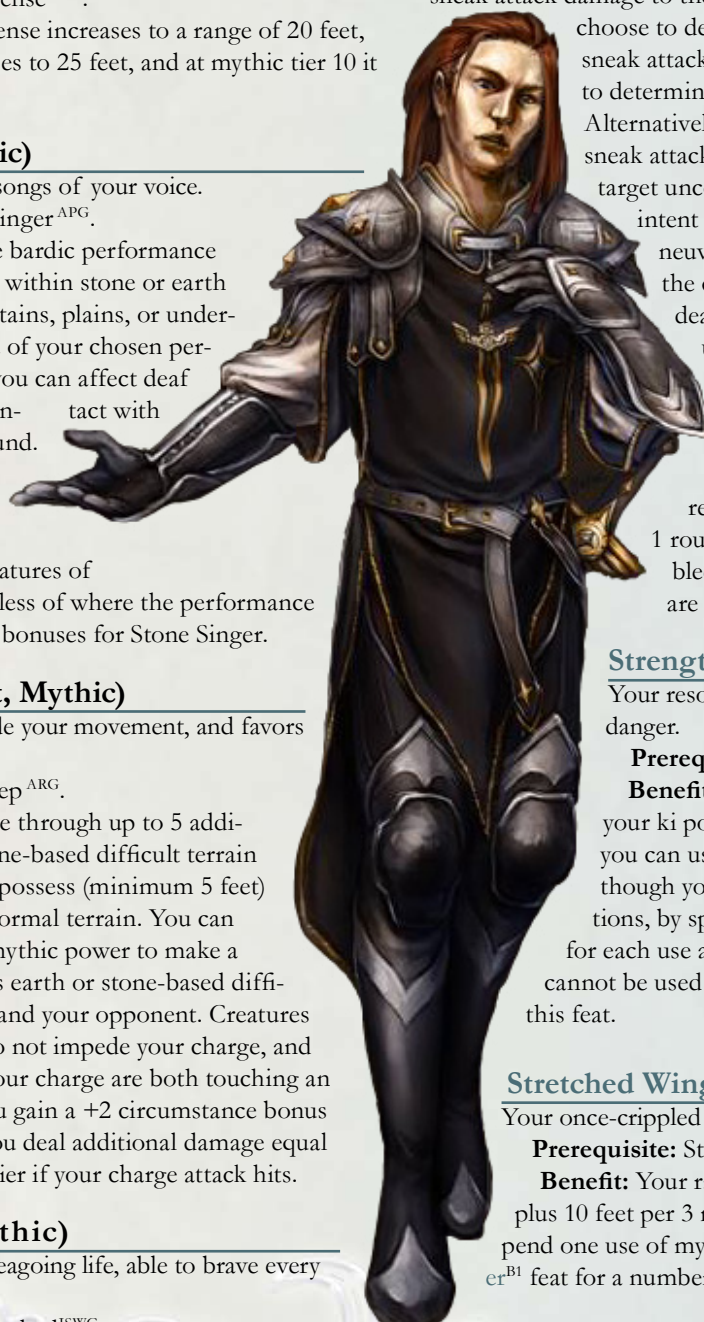 ense increases to a range of 20 feet,
es to 25 feet, and at mythic tier 10 it
ic)
songs of your voice.
inger APG.
e bardic performance
within stone or earth
tains, plains, or under-
of your chosen per-
you can affect deaf
n- tact with
und.
atures of
less of where the performance
bonuses for Stone Singer.
t, Mythic)
le your movement, and favors
ep ARG.
e through up to 5 addi-
ne-based difficult terrain
possess (minimum 5 feet)
ormal terrain. You can
mythic power to make a
s earth or stone-based diffi-
and your opponent. Creatures
o not impede your charge, and
our charge are both touching an
u gain a +2 circumstance bonus
ou deal additional damage equal
ier if your charge attack hits.
thic)
eagoing life, able to brave every
choose to de
sneak attack
to determin
Alternativel
sneak attack
target unc
intent
neuv
the
dea
re
1 rou
ble
are
Strengt
Your reso
danger.
Prereq
Benefit
your ki po
you can us
though yo
tions, by sp
for each use a
cannot be used
this feat.
Stretched Wing
Your once-crippled
Prerequisite: St
Benefit: Your r
plus 10 feet per 3 r
pend one use of my
er B1 feat for a number